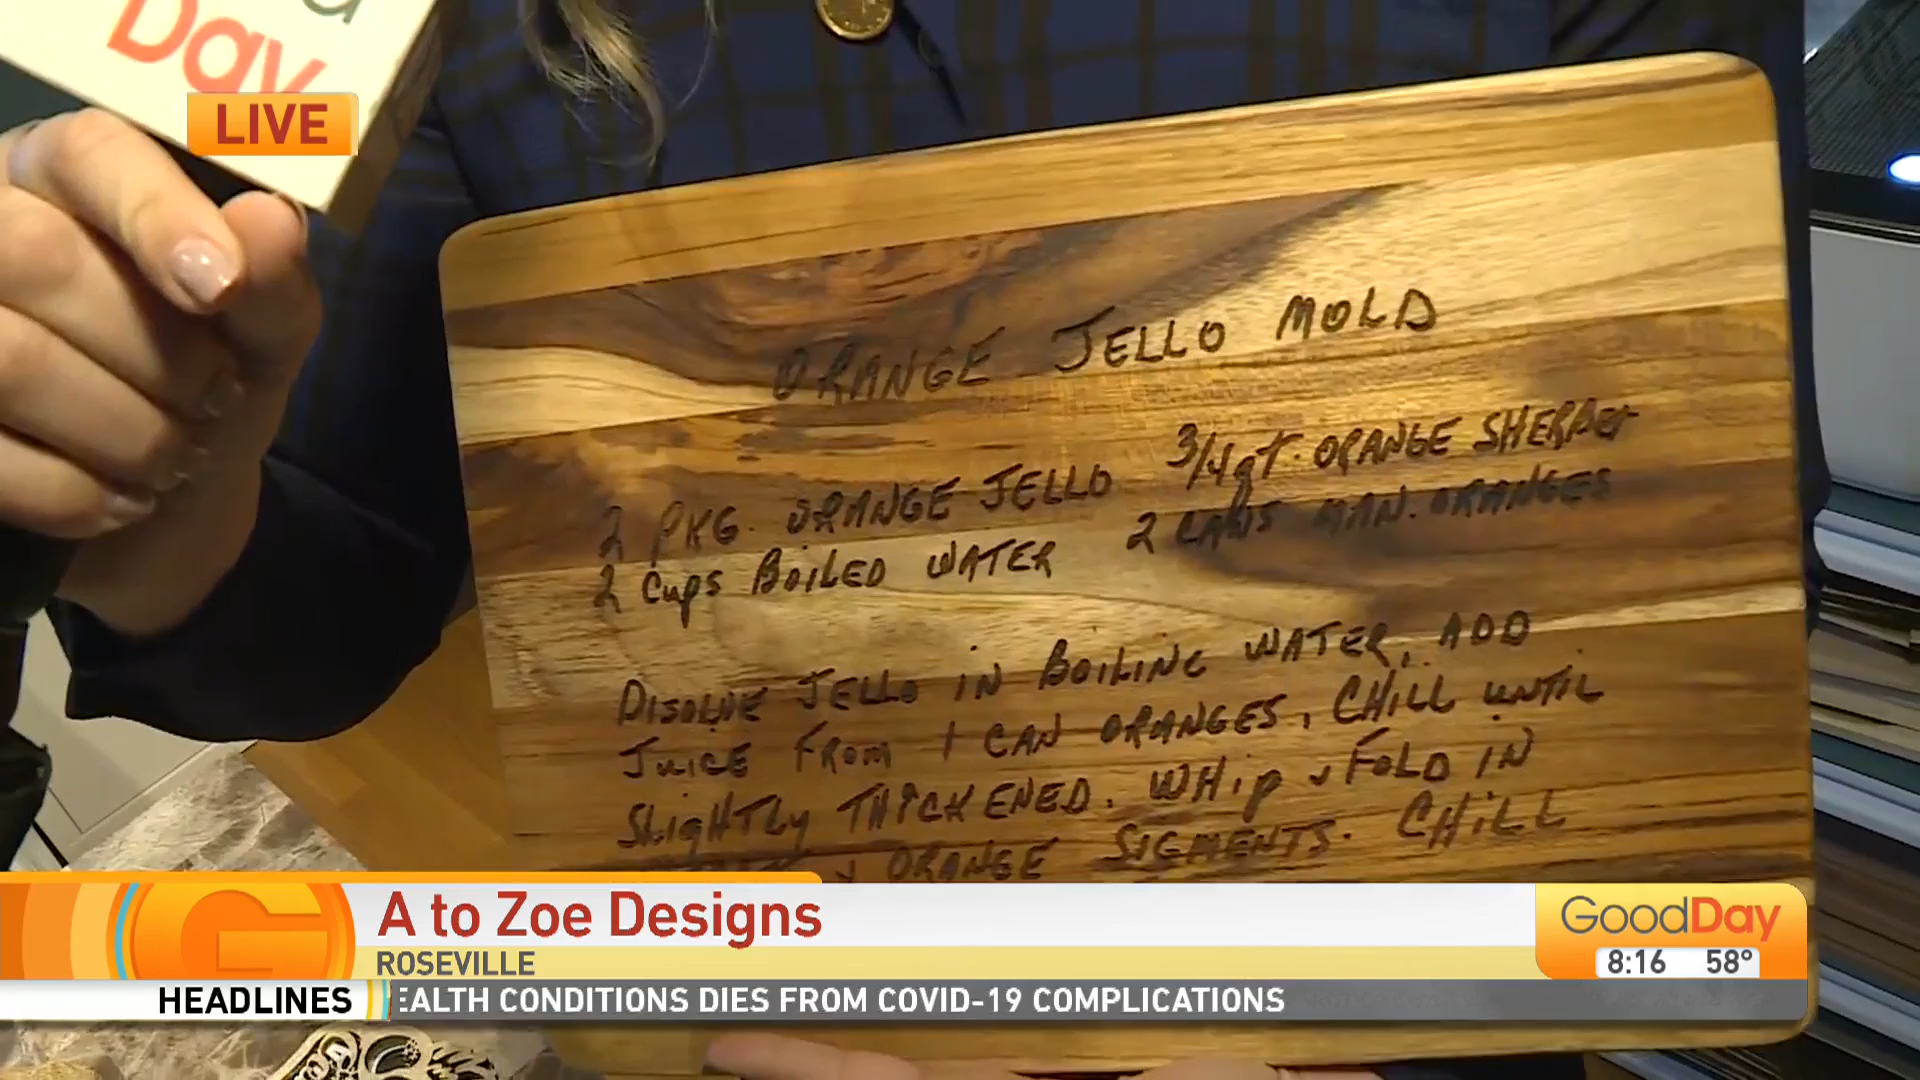 Day
LIVE
ORANGE JELLO MOLD
2 PKG. ORANGE JELLO 3/4 qT. ORANGE SHERBET
2 Cups BOILED WATER 2 CANS MAN. ORANGES
DISOLVE JELLO IN BOILING WATER, ADD
JUICE FROM 1 CAN ORANGES, CHILL UNTIL
SLIGHTLY THICKENED. WHIP & FOLD IN
& ORANGE SIGMENTS. CHILL
A to Zoe Designs
ROSEVILLE
GoodDay
8:16 58°
HEADLINES EALTH CONDITIONS DIES FROM COVID-19 COMPLICATIONS